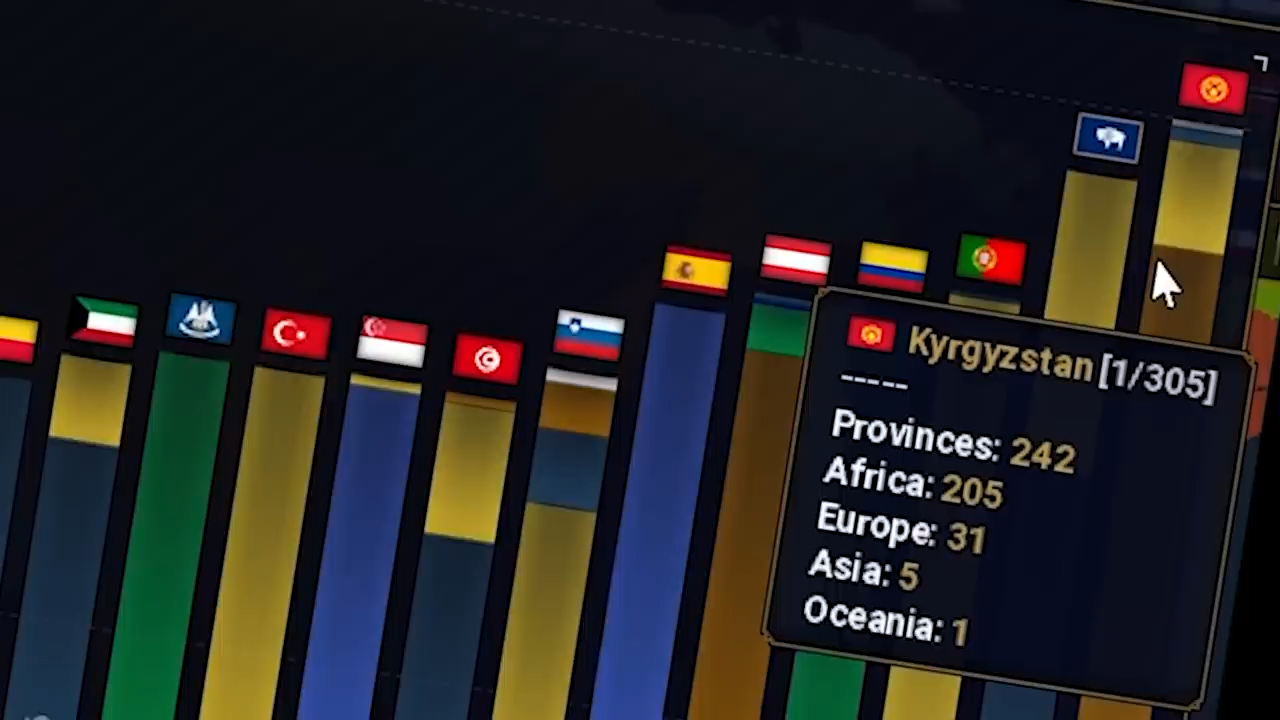 Kyrgyzstan [1/305]
-----
Provinces: 242
Africa: 205
Europe: 31
Asia: 5
Oceania: 1